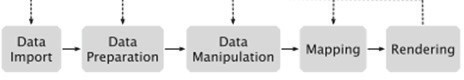 Data
Import
Data
Preparation
Data
Manipulation
Mapping
Rendering